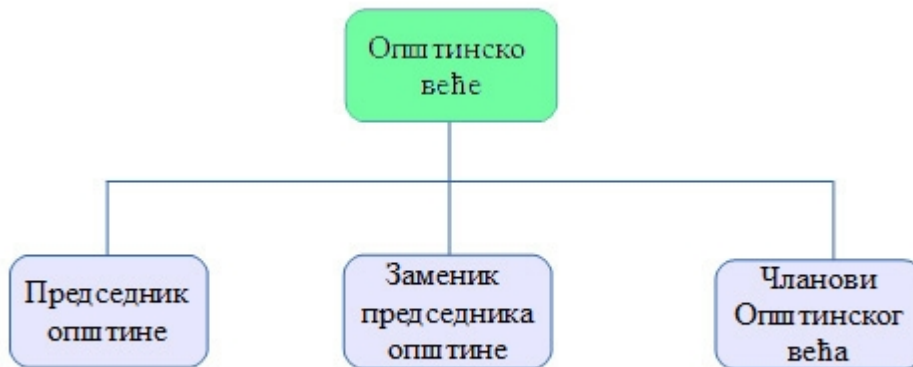 Општинско
веће
Председник
општине
Заменик
председника
општине
Чланови
Општинског
већа